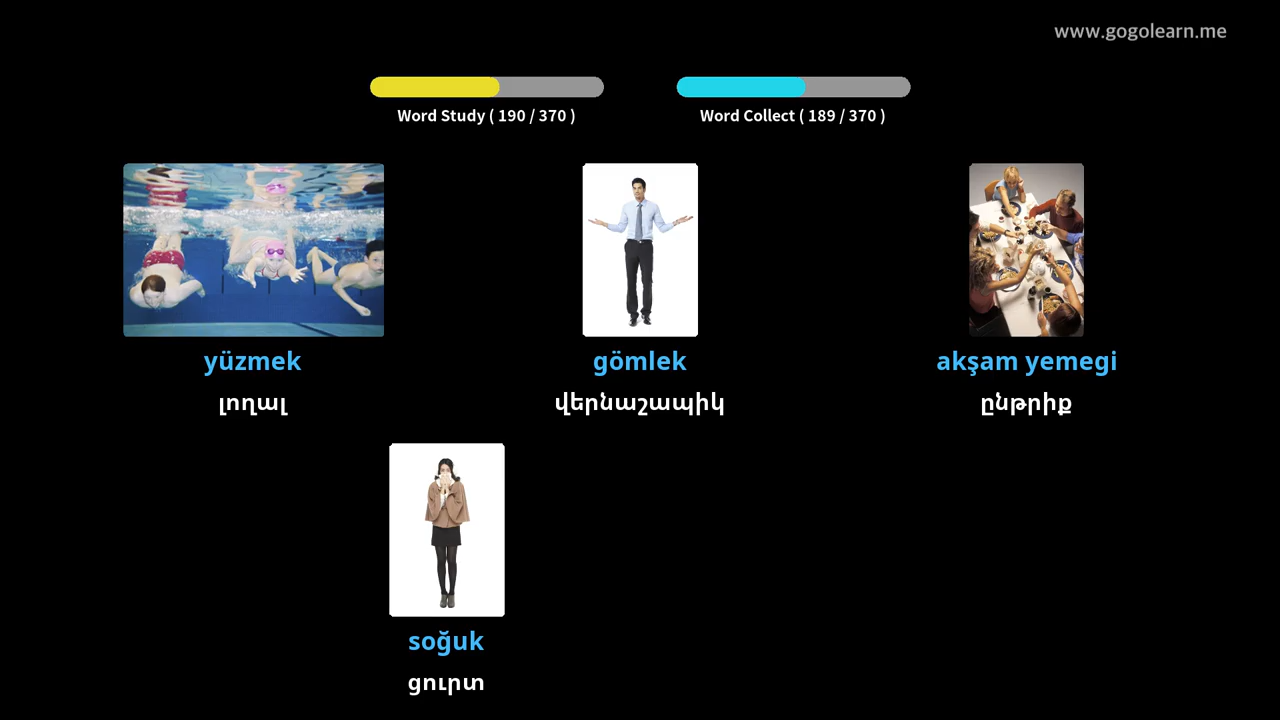 www.gogolearn.me
Word Study ( 190 / 370 )
Word Collect ( 189 / 370 )
yüzmek
լողալ
gömlek
վերնաշապիկ
akşam yemegi
ընթրիք
soğuk
ցուրտ